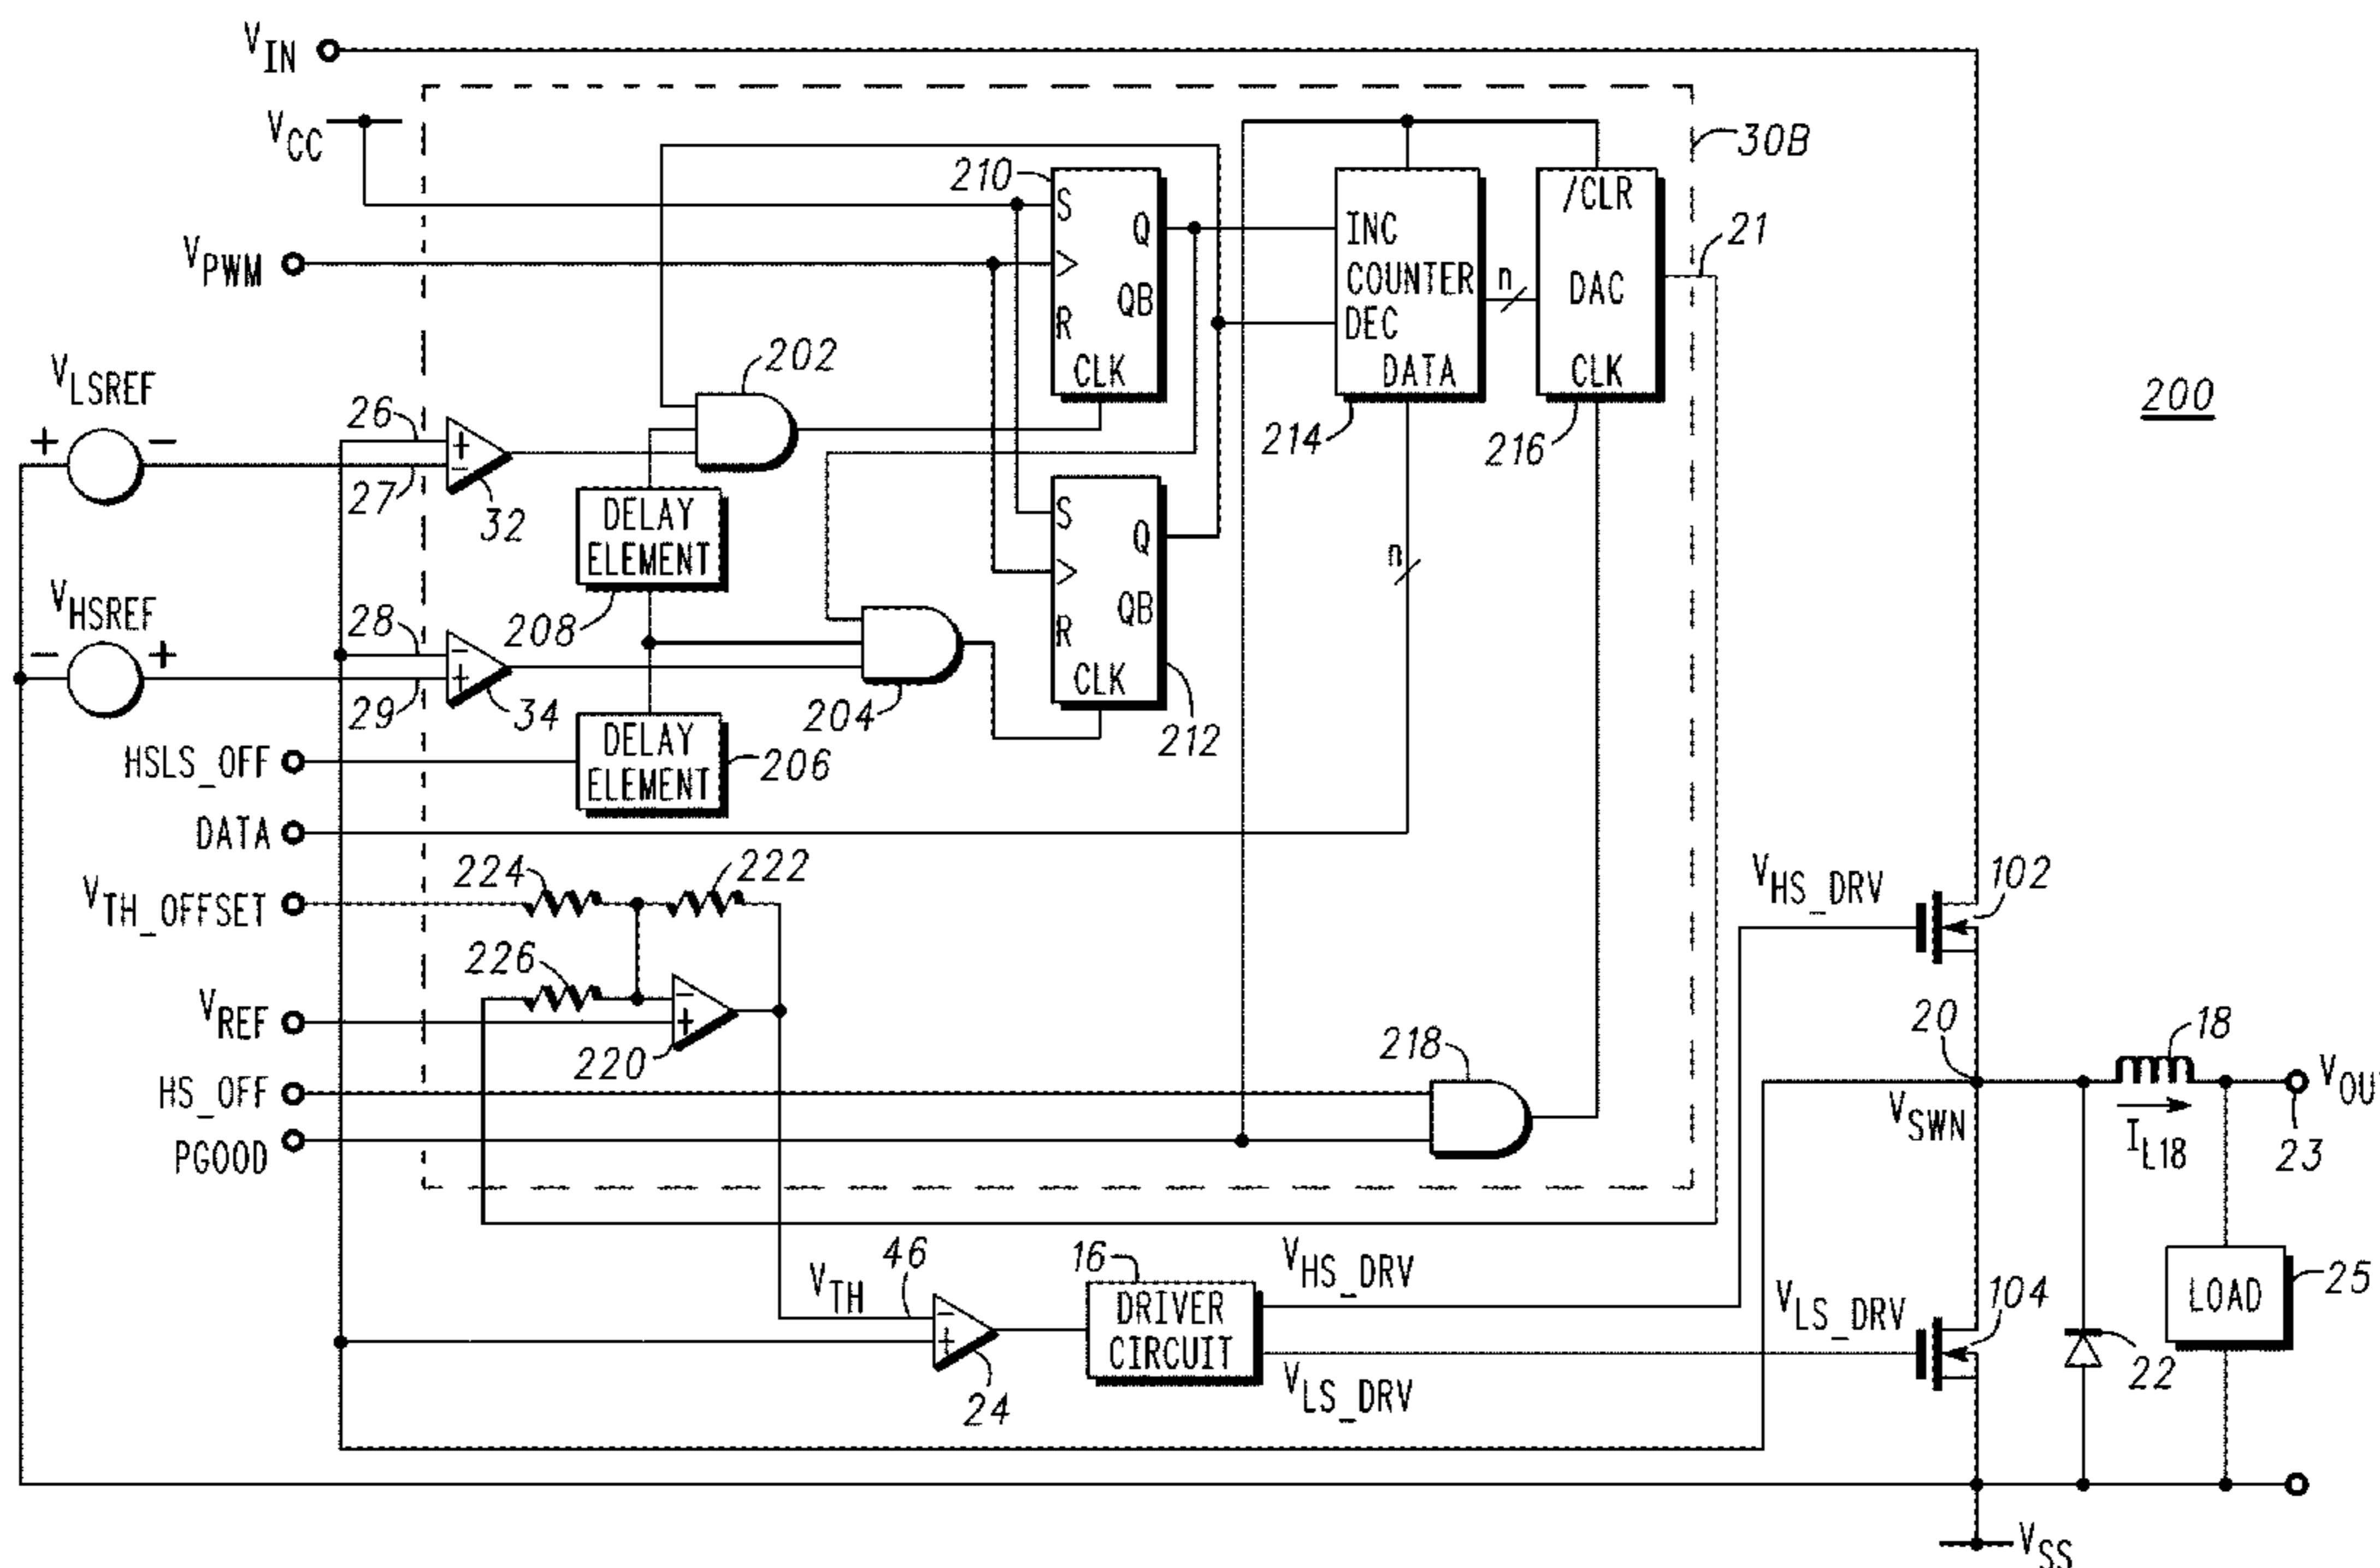 VIN
VCC
30B
210
S
Q
/CLR
21
INC
VPWM
COUNTER
n
DAC
QB
R
DEC
202
CLK
DATA
CLK
200
VLSREF
26
+
-
+
-
214
216
27
32
S
DELAY
ELEMENT
Q
n
VHSREF
28
208
QB
R
-
+
-
+
CLK
29
34
204
212
DELAY
ELEMENT
HSLS_OFF
206
DATA
224
222
VTH_OFFSET
VHS_DRV
102
226
VREF
-
+
20
18
220
218
HS_OFF
VOU
VSWN
PGOOD
IL18
23
46
16
VHS_DRV
VTH
DRIVER
CIRCUIT
-
+
VLS_DRV
104
LOAD
25
24
VLS_DRV
22
VSS